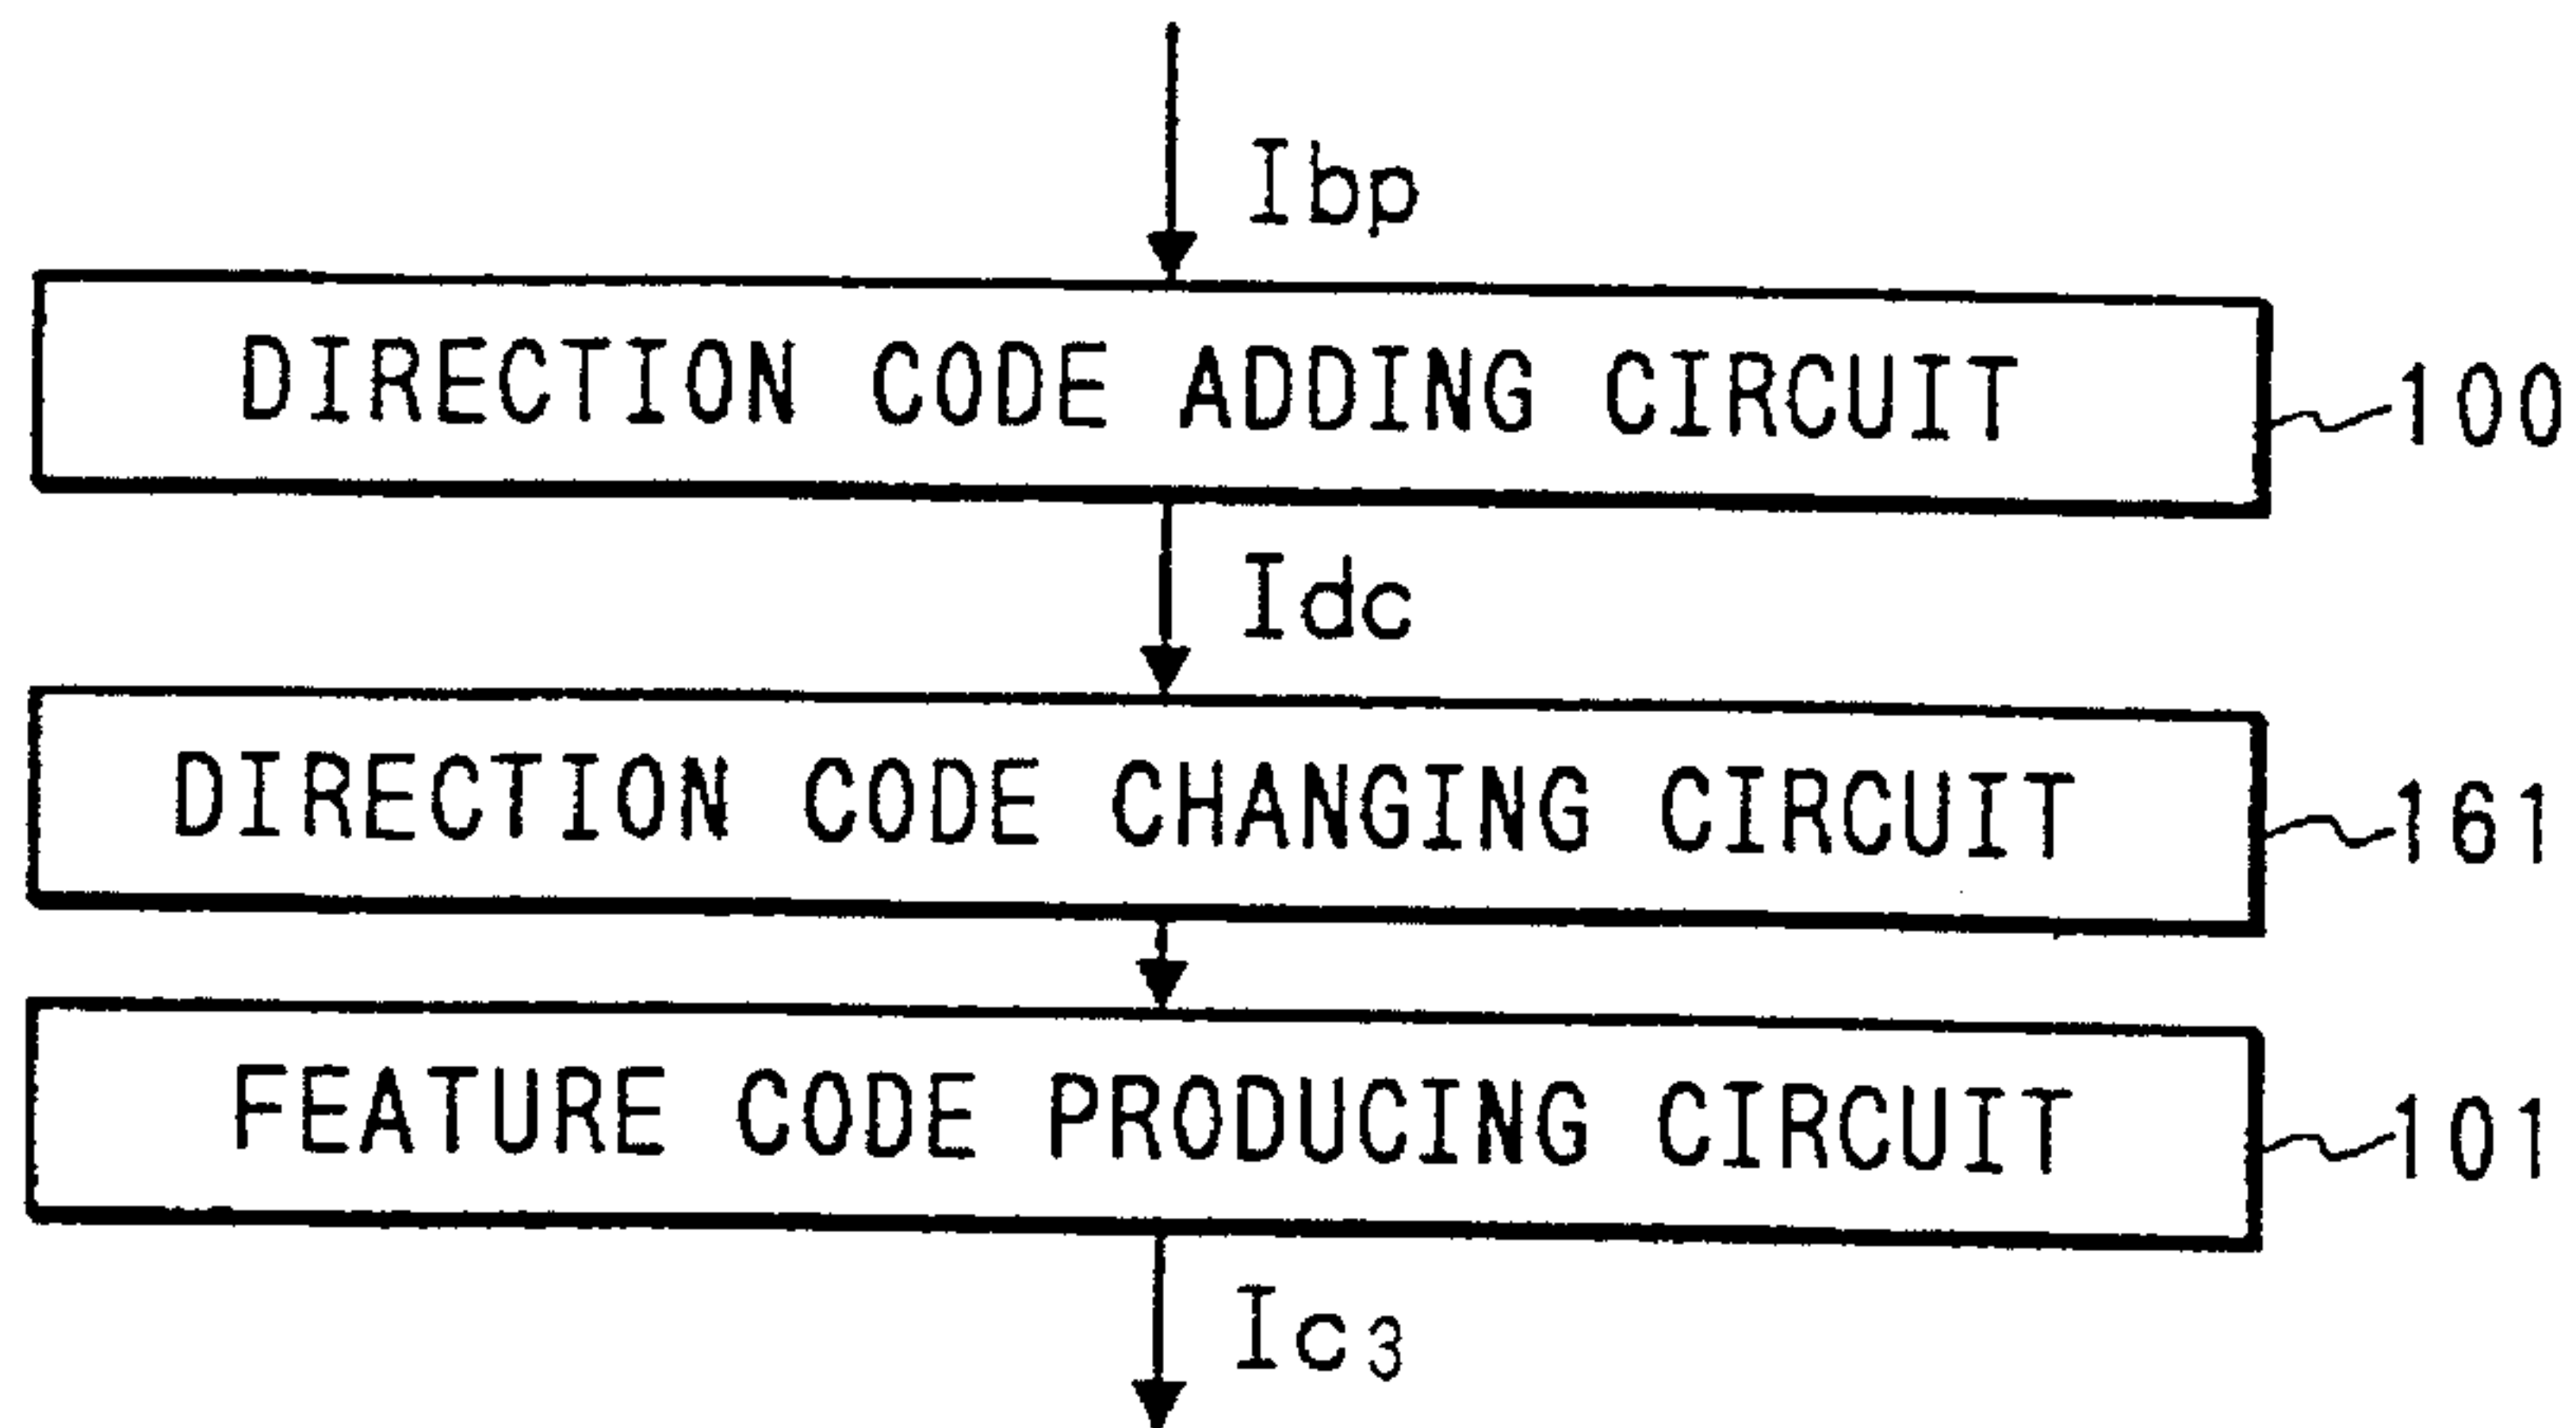 Ibp
DIRECTION CODE ADDING CIRCUIT
100
Idc
DIRECTION CODE CHANGING CIRCUIT
161
FEATURE CODE PRODUCING CIRCUIT
101
Ic3